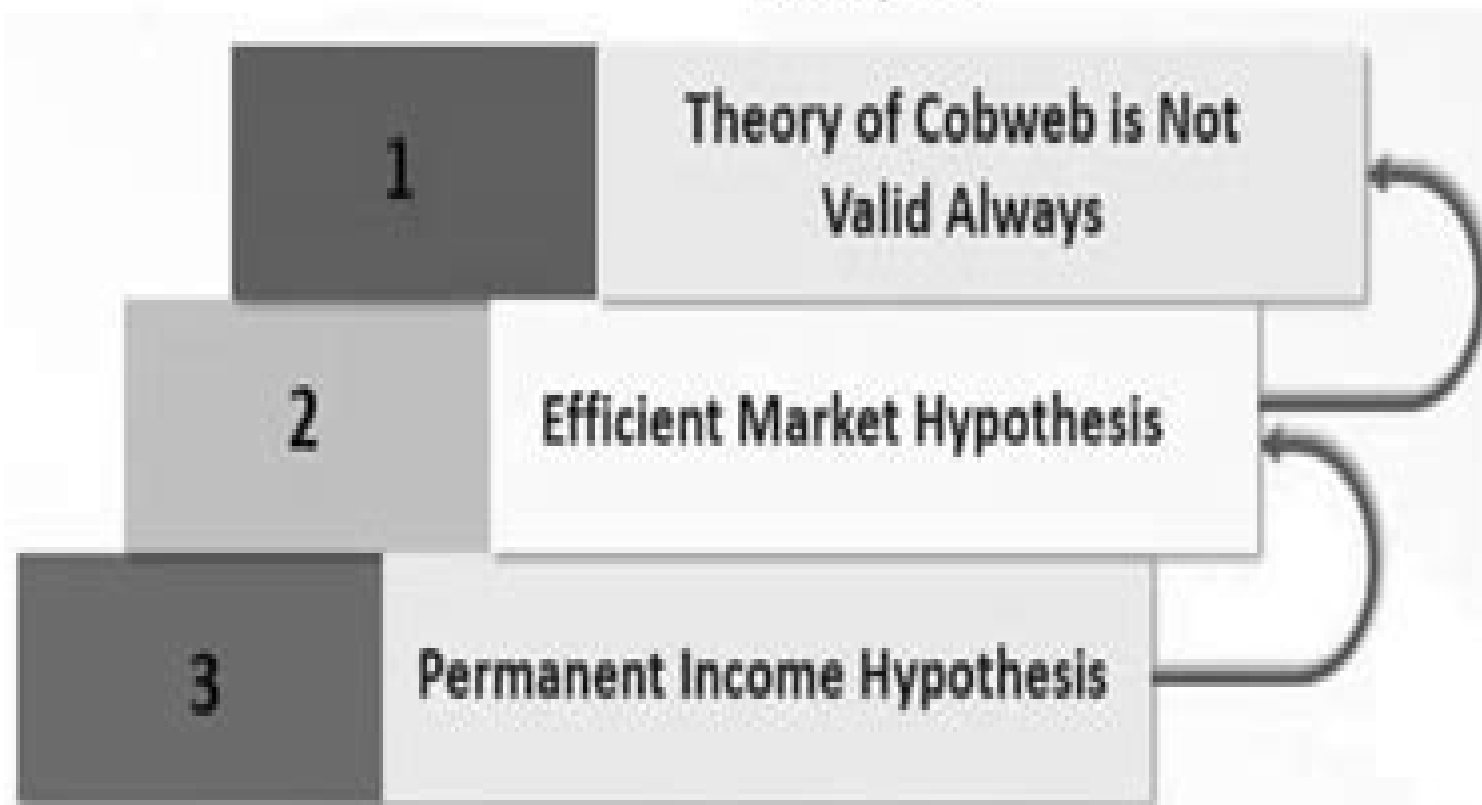 1
Theory of Cobweb is Not
Valid Always
2
Efficient Market Hypothesis
3
Permanent Income Hypothesis